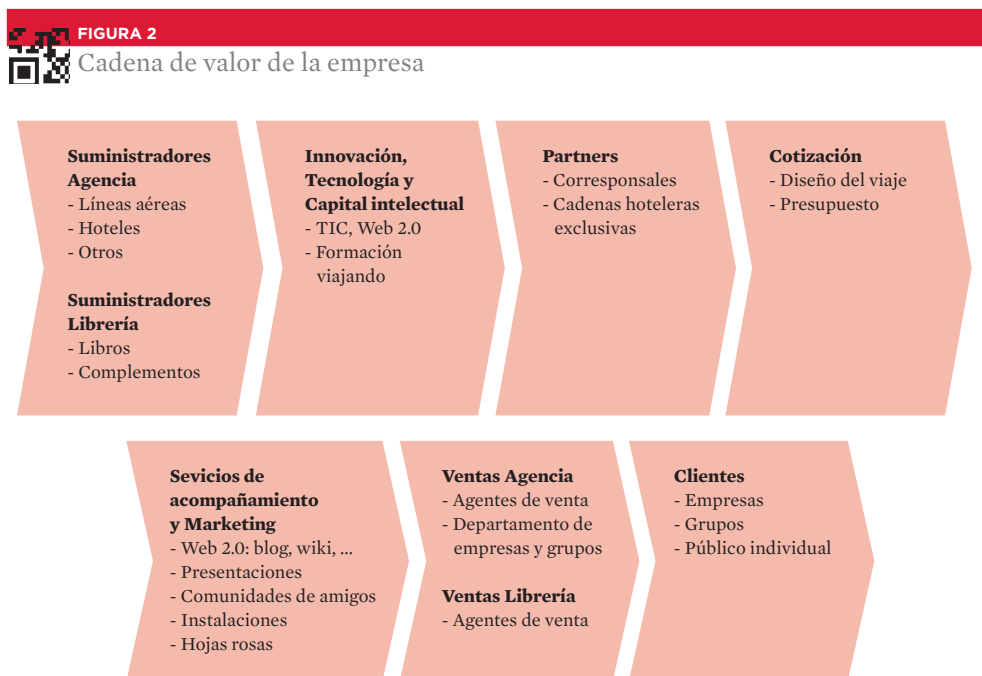 FIGURA 2
Cadena de valor de la empresa
Suministradores
Agencia
- Líneas aéreas
- Hoteles
- Otros
Suministradores
Librería
- Libros
- Complementos
Innovación,
Tecnología y
Capital intelectual
- TIC, Web 2.0
- Formación
viajando
Partners
- Corresponsales
- Cadenas hoteleras
exclusivas
Cotización
- Diseño del viaje
- Presupuesto
Sevicios de
acompañamiento
y Marketing
- Web 2.0: blog, wiki, ...
- Presentaciones
- Comunidades de amigos
- Instalaciones
- Hojas rosas
Ventas Agencia
- Agentes de venta
- Departamento de
empresas y grupos
Ventas Librería
- Agentes de venta
Clientes
- Empresas
- Grupos
- Público individual